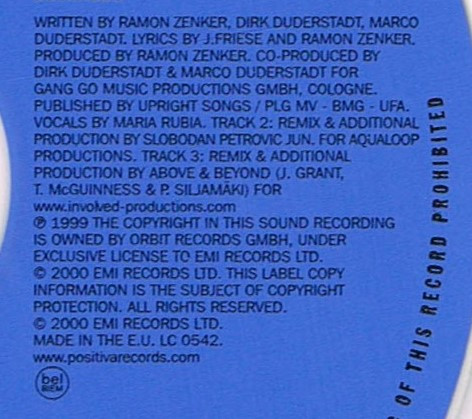 WRITTEN BY RAMON ZENKER, DIRK DUDERSTADT, MARCO
DUDERSTADT. LYRICS BY J.FRIESE AND RAMON ZENKER.
PRODUCED BY RAMON ZENKER. CO-PRODUCED BY
DIRK DUDERSTADT & MARCO DUDERSTADT FOR
GANG GO MUSIC PRODUCTIONS GMBH, COLOGNE.
PUBLISHED BY UPRIGHT SONGS / PLG MV - BMG - UFA.
VOCALS BY MARIA RUBIA. TRACK 2: REMIX & ADDITIONAL
PRODUCTION BY SLOBODAN PETROVIC JUN. FOR AQUALOOP
PRODUCTIONS. TRACK 3: REMIX & ADDITIONAL
PRODUCTION BY ABOVE & BEYOND (J. GRANT,
T. McGUINNESS & P. SILJAMÄKI) FOR
www.involved-productions.com
℗ 1999 THE COPYRIGHT IN THIS SOUND RECORDING
IS OWNED BY ORBIT RECORDS GMBH, UNDER
EXCLUSIVE LICENSE TO EMI RECORDS LTD.
© 2000 EMI RECORDS LTD. THIS LABEL COPY
INFORMATION IS THE SUBJECT OF COPYRIGHT
PROTECTION. ALL RIGHTS RESERVED.
© 2000 EMI RECORDS LTD.
MADE IN THE E.U. LC 0542.
www.positivarecords.com
bel
BIEM
OF THIS RECORD PROHIBITED